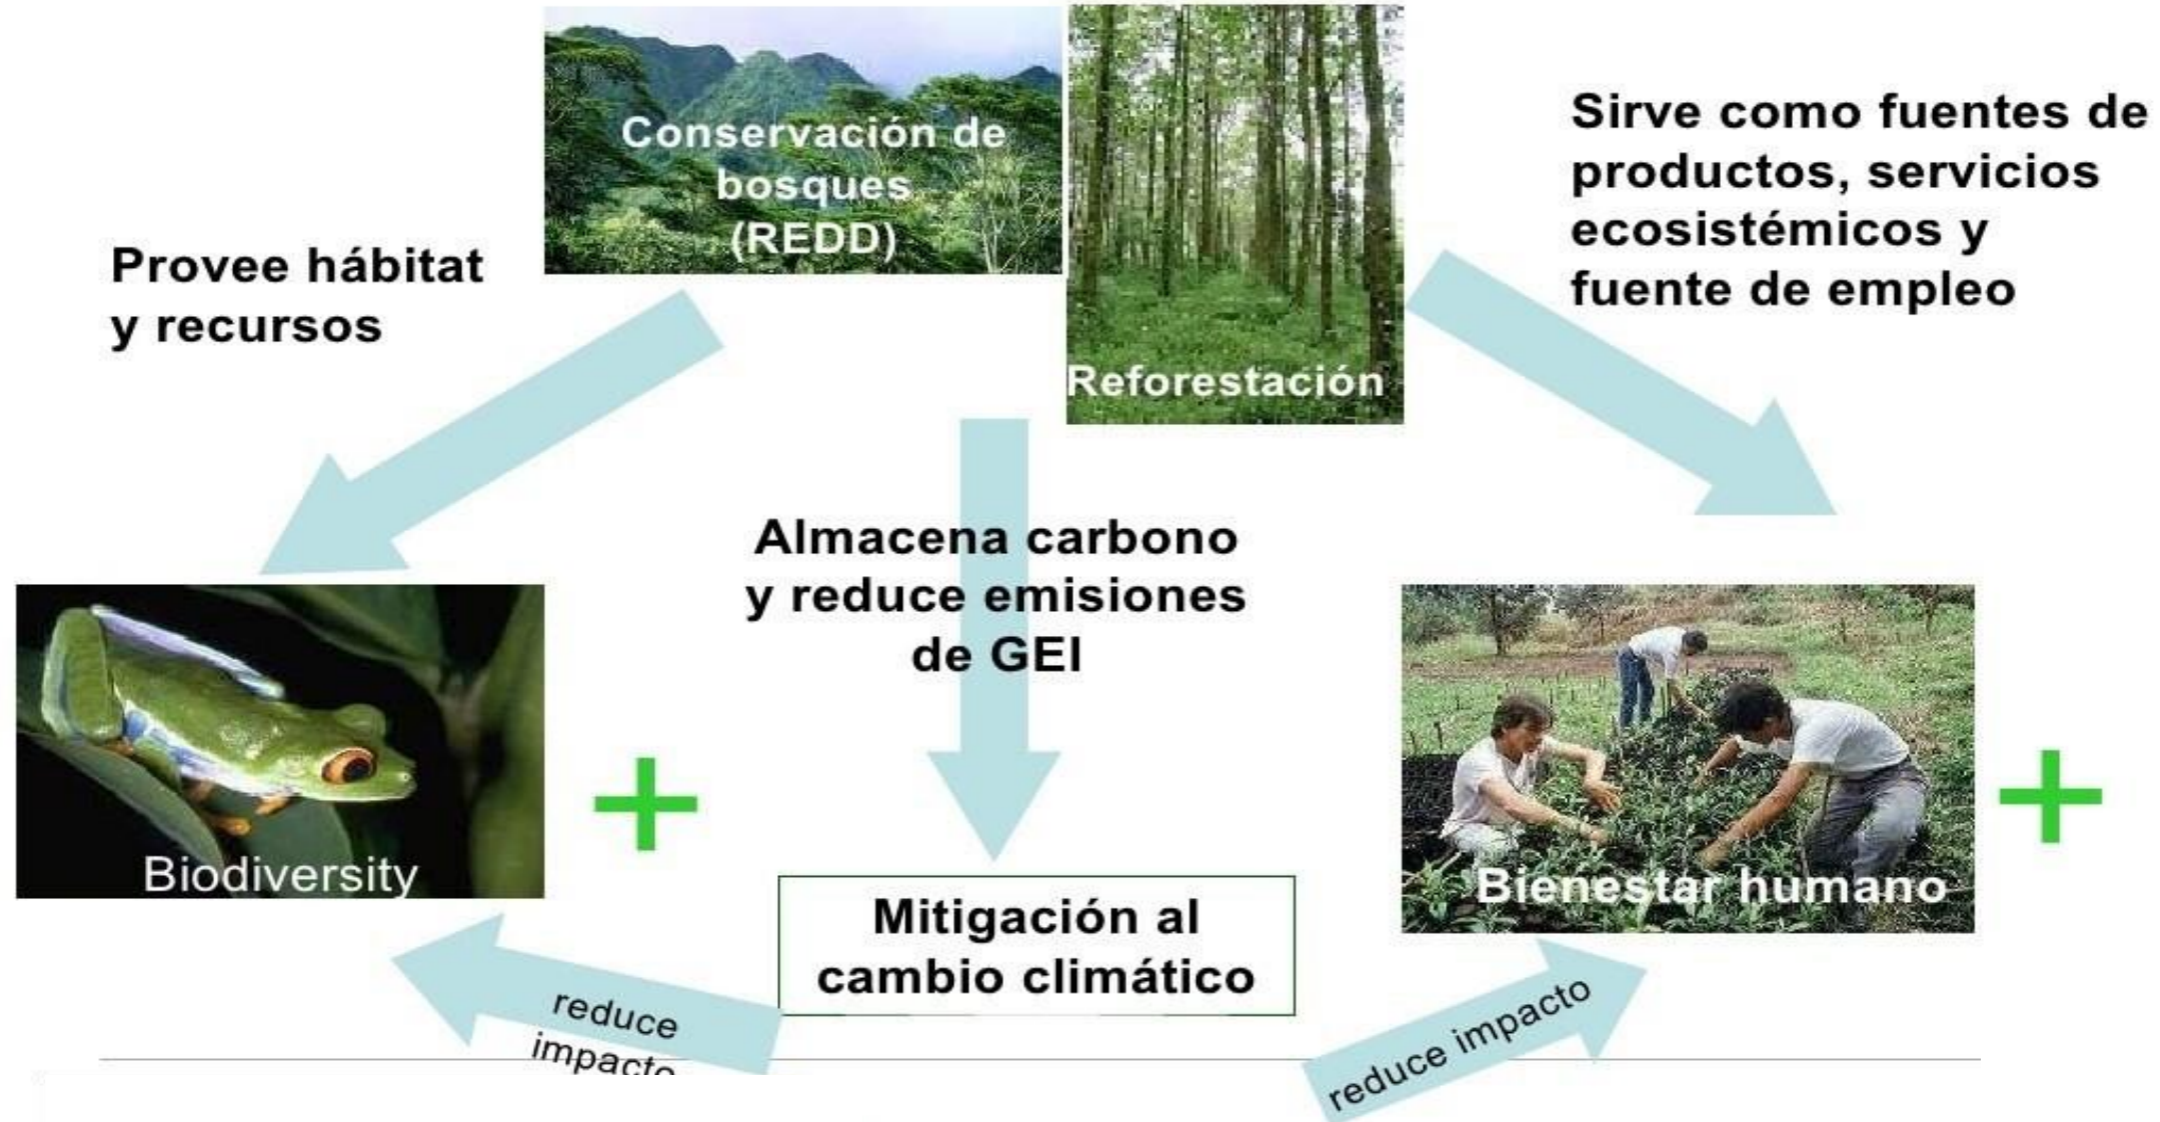 Conservación de
bosques
(REDD)
Reforestación
Sirve como fuentes de
productos, servicios
ecosistémicos y
fuente de empleo
Provee hábitat
y recursos
Almacena carbono
y reduce emisiones
de GEI
Biodiversity
+
Bienestar humano
+
Mitigación al
cambio climático
reduce
impacto
reduce impacto